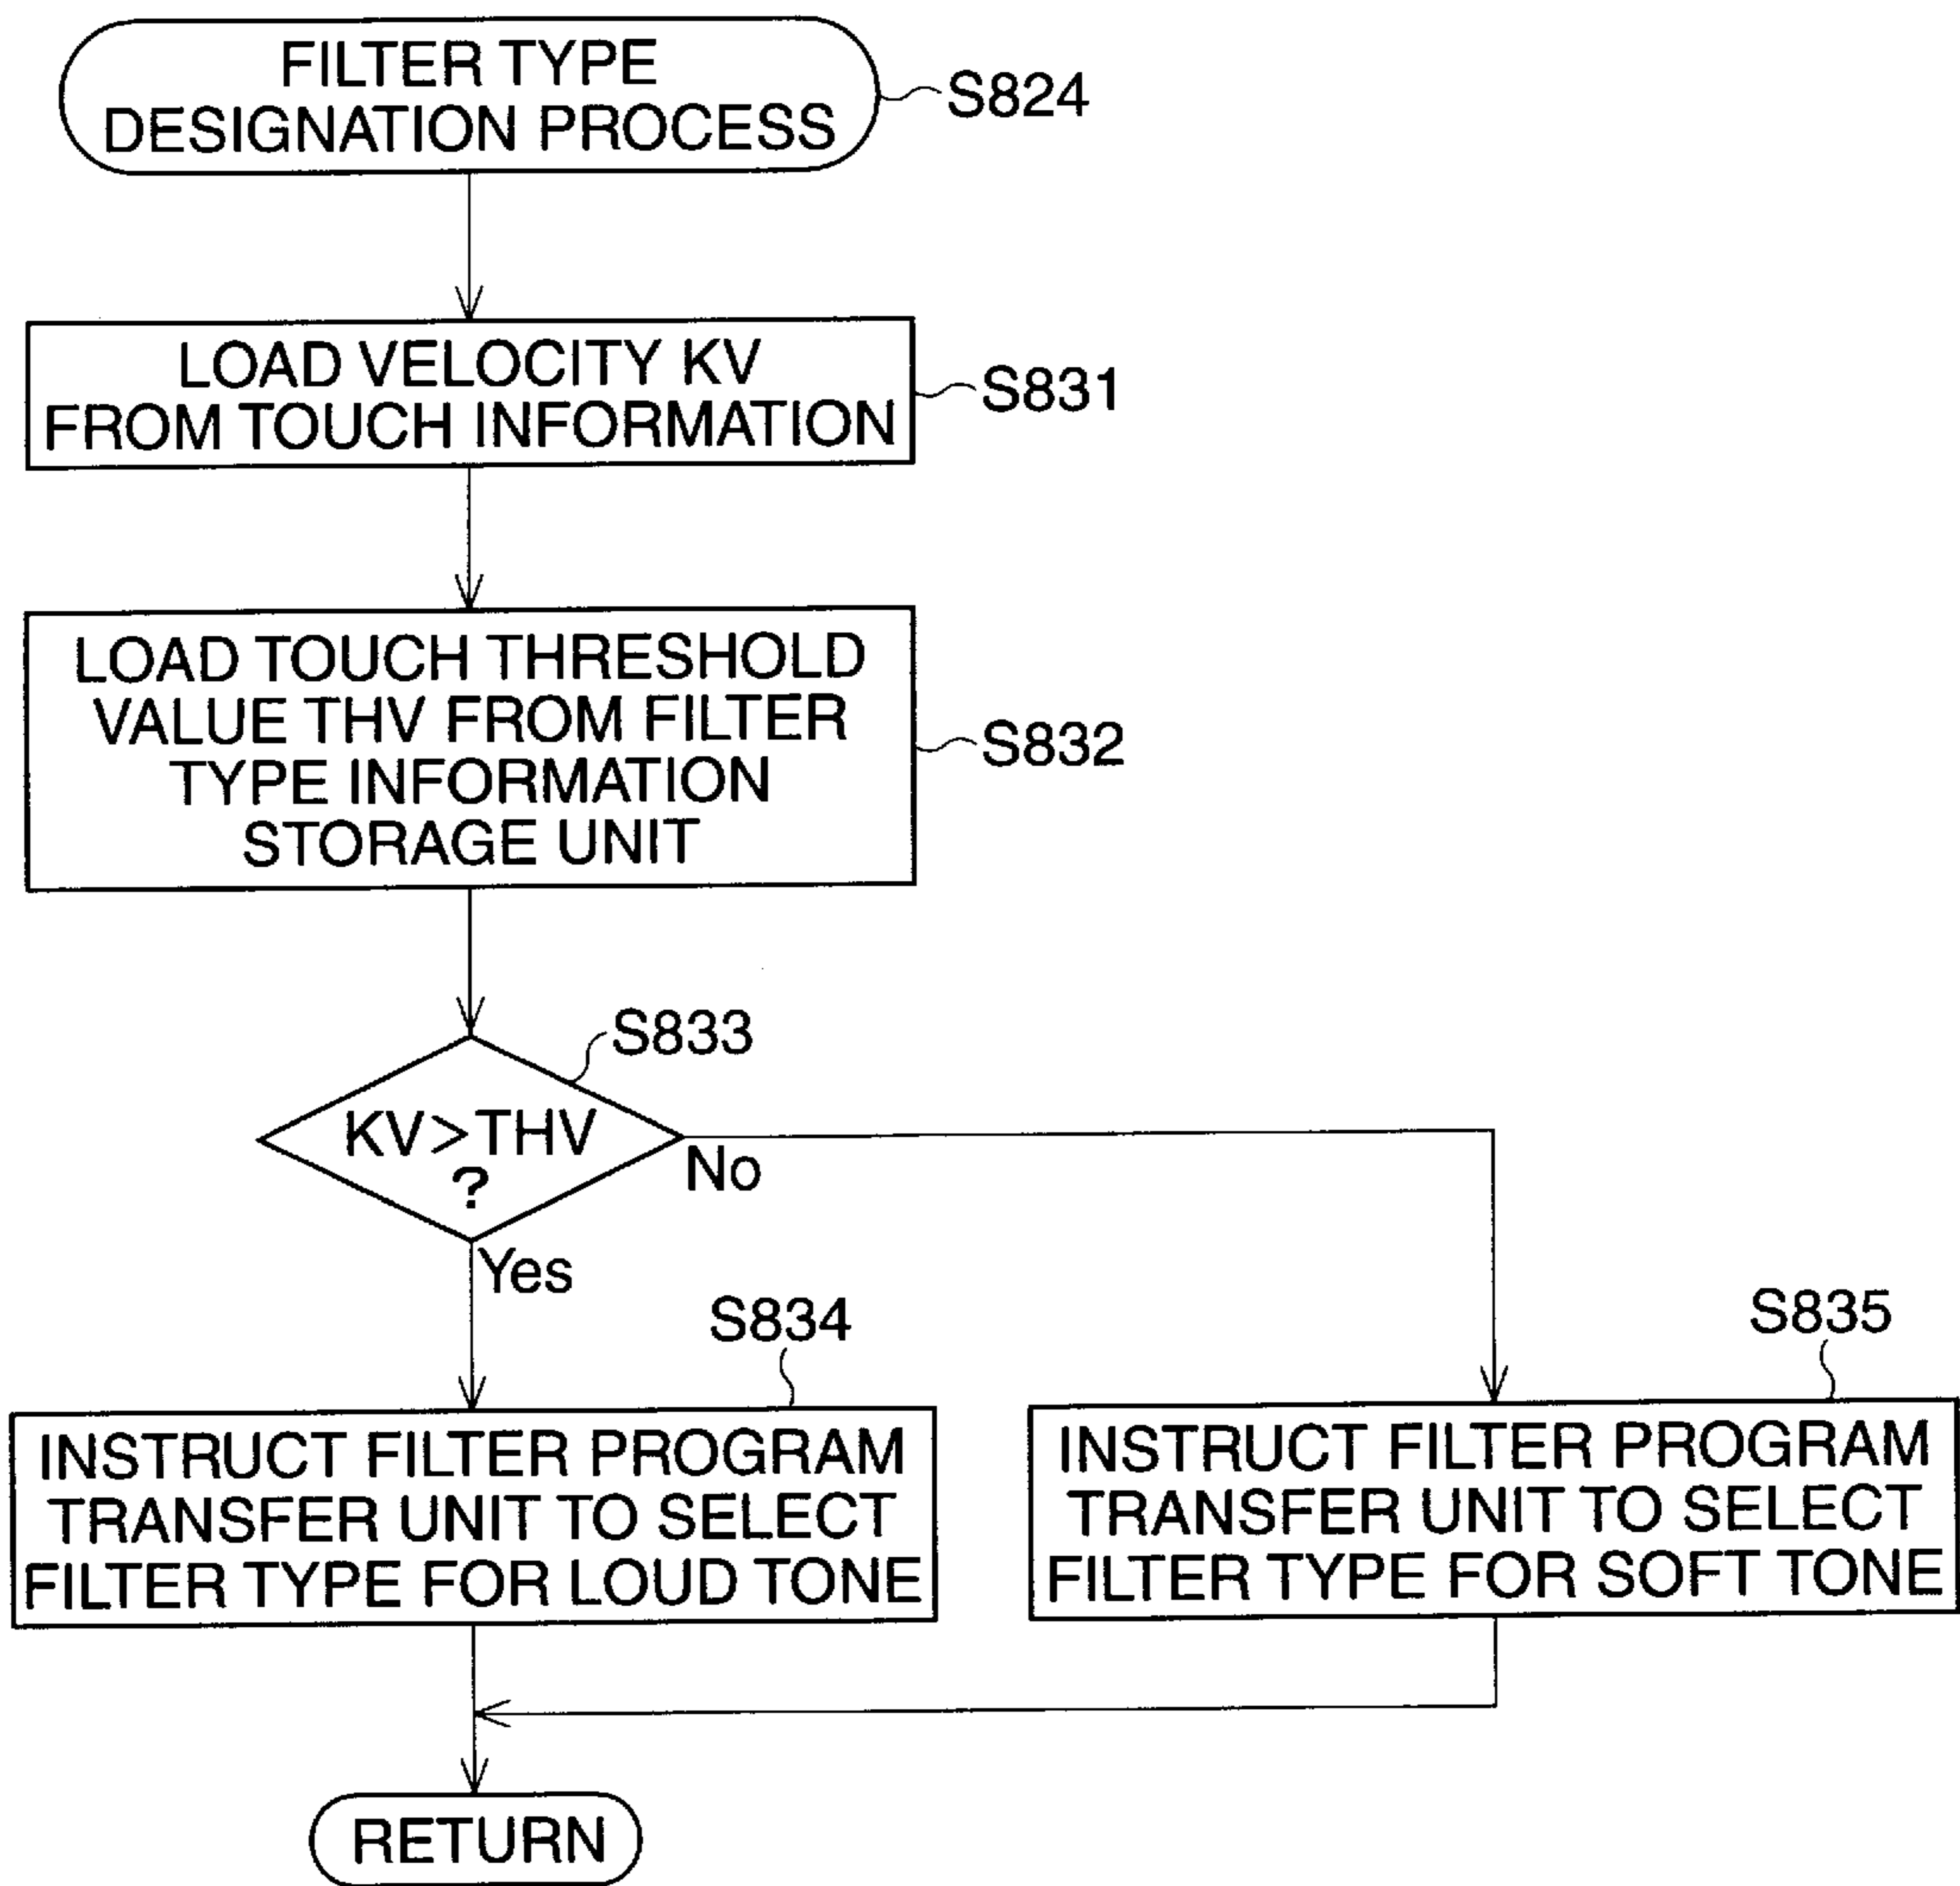 FILTER TYPE
DESIGNATION PROCESS
S824
LOAD VELOCITY KV
FROM TOUCH INFORMATION
S831
LOAD TOUCH THRESHOLD
VALUE THV FROM FILTER
TYPE INFORMATION
STORAGE UNIT
S832
S833
KV>THV
?
No
Yes
S834
INSTRUCT FILTER PROGRAM
TRANSFER UNIT TO SELECT
FILTER TYPE FOR LOUD TONE
S835
INSTRUCT FILTER PROGRAM
TRANSFER UNIT TO SELECT
FILTER TYPE FOR SOFT TONE
RETURN